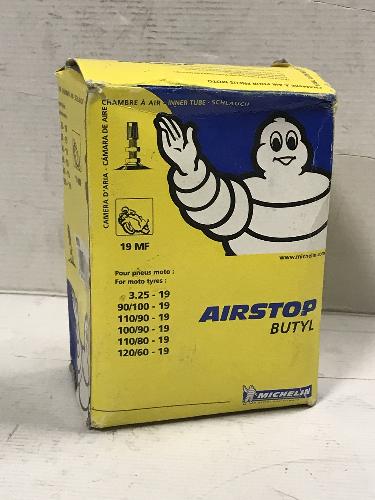 CHAMBRE À AIR - INNER TUBE - SCHLAUCH
CAMERA D'ARIA - CÁMARA DE AIRE
19 MF
www.michelin.com
Pour pneus moto :
For moto tyres :
3.25 - 19
90/100 - 19
110/90 - 19
100/90 - 19
110/80 - 19
120/60 - 19
AIRSTOP
BUTYL
MICHELIN